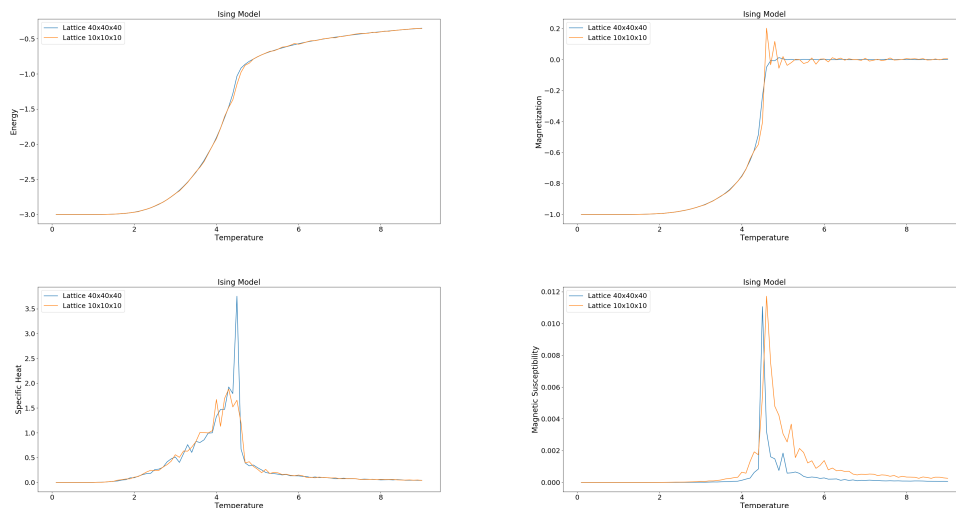 Ising Model
Lattice 40x40x40
Lattice 10x10x10
−0.5
−1.0
−1.5
−2.0
−2.5
−3.0
Energy
0
2
4
6
8
Temperature
Ising Model
Lattice 40x40x40
Lattice 10x10x10
0.2
0.0
−0.2
−0.4
−0.6
−0.8
−1.0
Magnetization
0
2
4
6
8
Temperature
Ising Model
Lattice 40x40x40
Lattice 10x10x10
3.5
3.0
2.5
2.0
1.5
1.0
0.5
0.0
Specific Heat
0
2
4
6
8
Temperature
Ising Model
Lattice 40x40x40
Lattice 10x10x10
0.012
0.010
0.008
0.006
0.004
0.002
0.000
Magnetic Susceptibility
0
2
4
6
8
Temperature